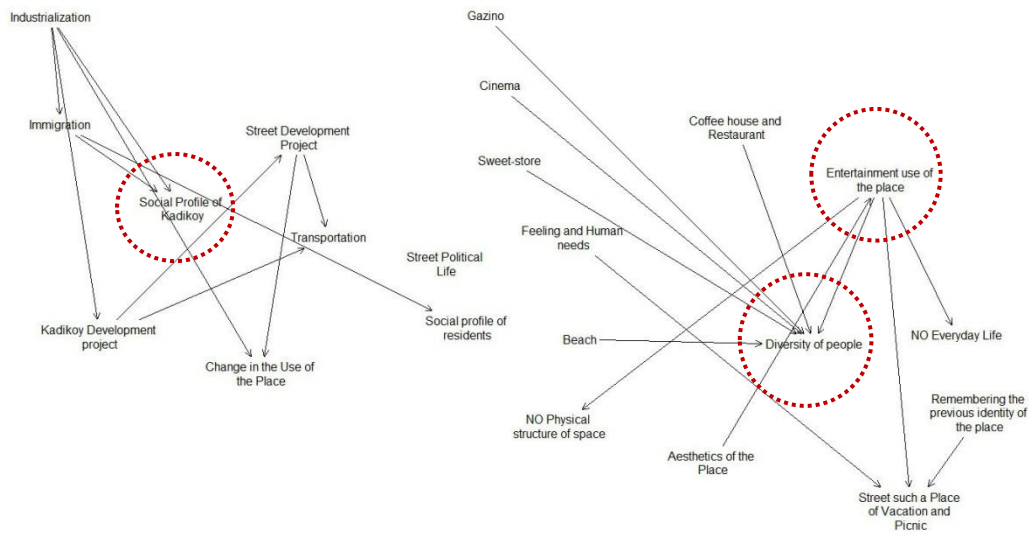 Industrialization
Immigration
Street Development
Project
Social Profile of
Kadikoy
Transportation
Street Political
Life
Kadikoy Development
project
Social profile of
residents
Change in the Use of
the Place
Gazino
Cinema
Coffee house and
Restaurant
Sweet-store
Entertainment use of
the place
Feeling and Human
needs
Beach
Diversity of people
NO Everyday Life
NO Physical
structure of space
Remembering the
previous identity of
the place
Aesthetics of the
Place
Street such a Place
of Vacation and
Picnic